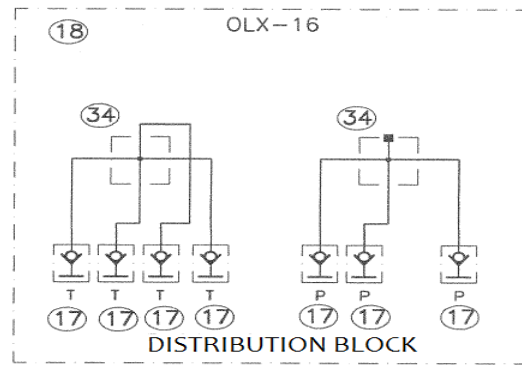 18 OLX-16
34 34
T T T T P P P
17 17 17 17 17 17 17
DISTRIBUTION BLOCK